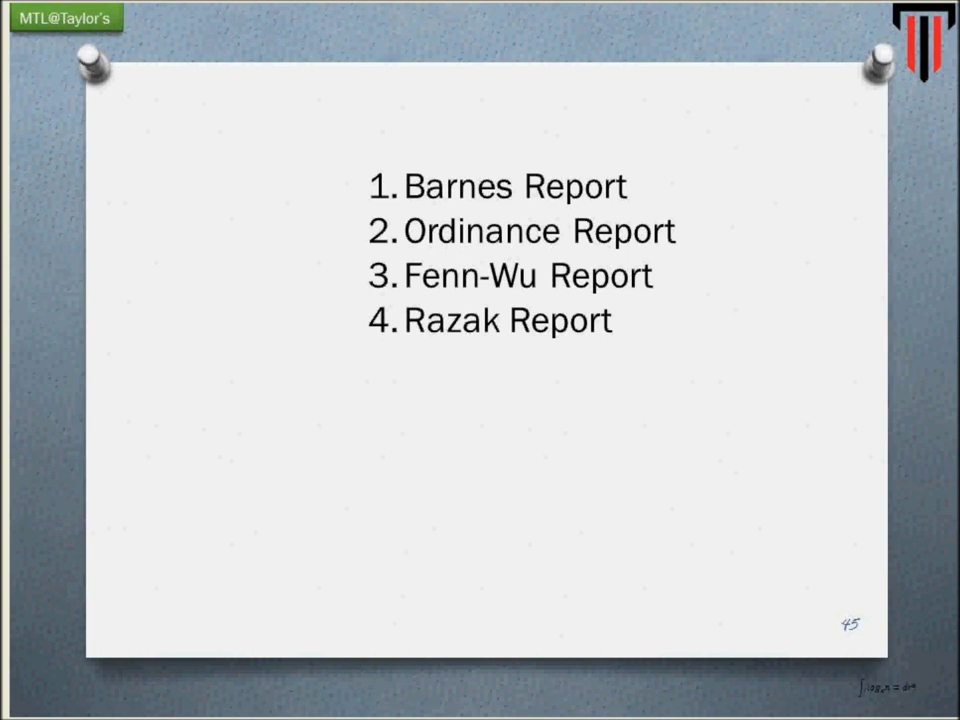 MTL@Taylor's
1. Barnes Report
2. Ordinance Report
3. Fenn-Wu Report
4. Razak Report
45